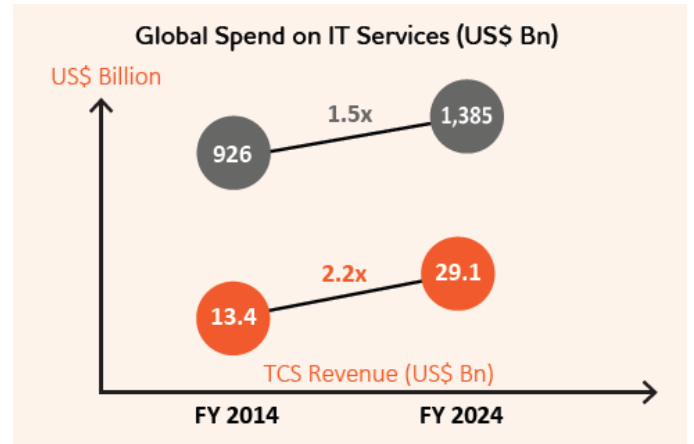 Global Spend on IT Services (US$ Bn)
US$ Billion
926
1.5x
1,385
13.4
2.2x
29.1
TCS Revenue (US$ Bn)
FY 2014
FY 2024